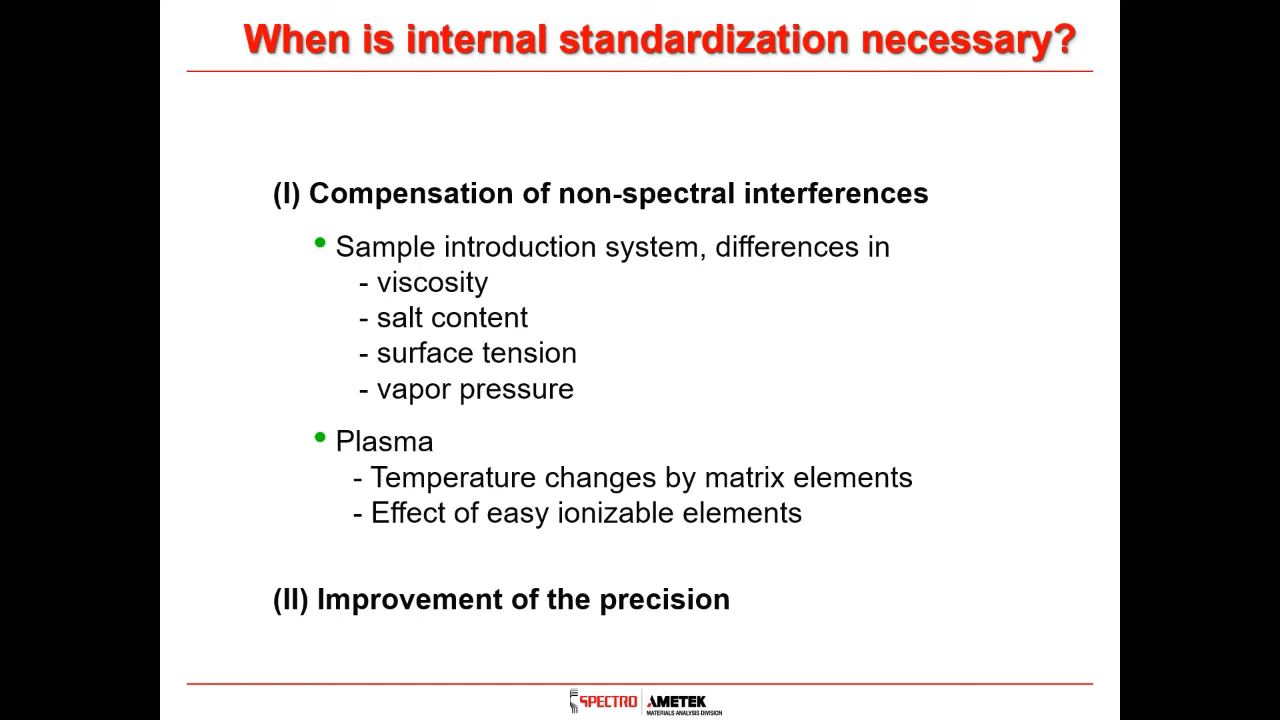 When is internal standardization necessary?
(I) Compensation of non-spectral interferences
• Sample introduction system, differences in
- viscosity
- salt content
- surface tension
- vapor pressure
• Plasma
- Temperature changes by matrix elements
- Effect of easy ionizable elements
(II) Improvement of the precision
SPECTRO AMETEK
MATERIALS ANALYSIS DIVISION